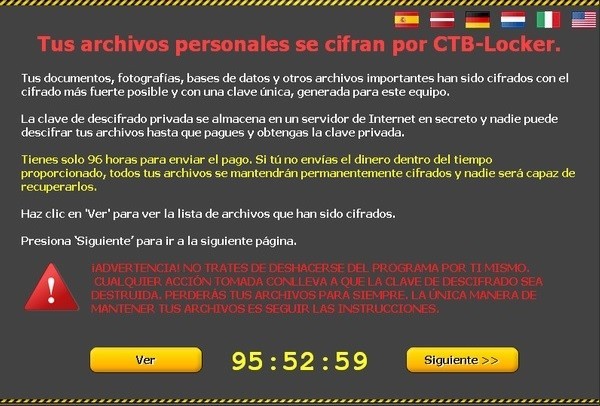 Tus archivos personales se cifran por CTB-Locker.
Tus documentos, fotografías, bases de datos y otros archivos importantes han sido cifrados con el
cifrado más fuerte posible y con una clave única, generada para este equipo.
La clave de descifrado privada se almacena en un servidor de Internet en secreto y nadie puede
descifrar tus archivos hasta que pagues y obtengas la clave privada.
Tienes solo 96 horas para enviar el pago. Si tú no envías el dinero dentro del tiempo
proporcionado, todos tus archivos se mantendrán permanentemente cifrados y nadie será capaz de
recuperarlos.
Haz clic en 'Ver' para ver la lista de archivos que han sido cifrados.
Presiona 'Siguiente' para ir a la siguiente página.
¡ADVERTENCIA! NO TRATES DE DESHACERSE DEL PROGRAMA POR TI MISMO.
CUALQUIER ACCIÓN TOMADA CONLLEVA A QUE LA CLAVE DE DESCIFRADO SEA
DESTRUIDA. PERDERÁS TUS ARCHIVOS PARA SIEMPRE. LA ÚNICA MANERA DE
MANTENER TUS ARCHIVOS ES SEGUIR LAS INSTRUCCIONES.
Ver
95:52:59
Siguiente >>